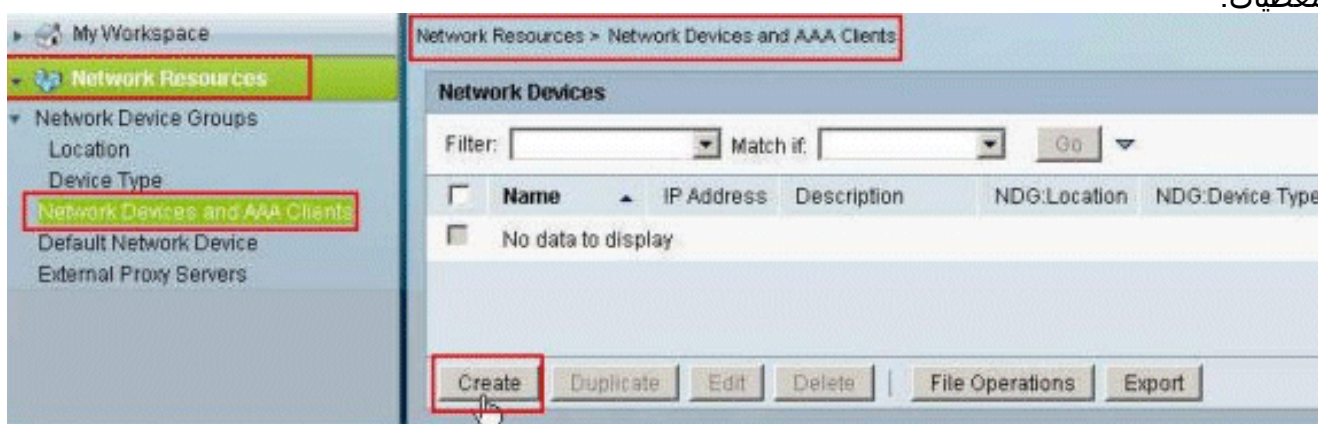 My Workspace
Network Resources
Network Device Groups
Location
Device Type
Network Devices and AAA Clients
Default Network Device
External Proxy Servers
Network Resources > Network Devices and AAA Clients
Network Devices
Filter: Match if: Go
Name IP Address Description NDG:Location NDG:Device Type
No data to display
Create Duplicate Edit Delete | File Operations Export